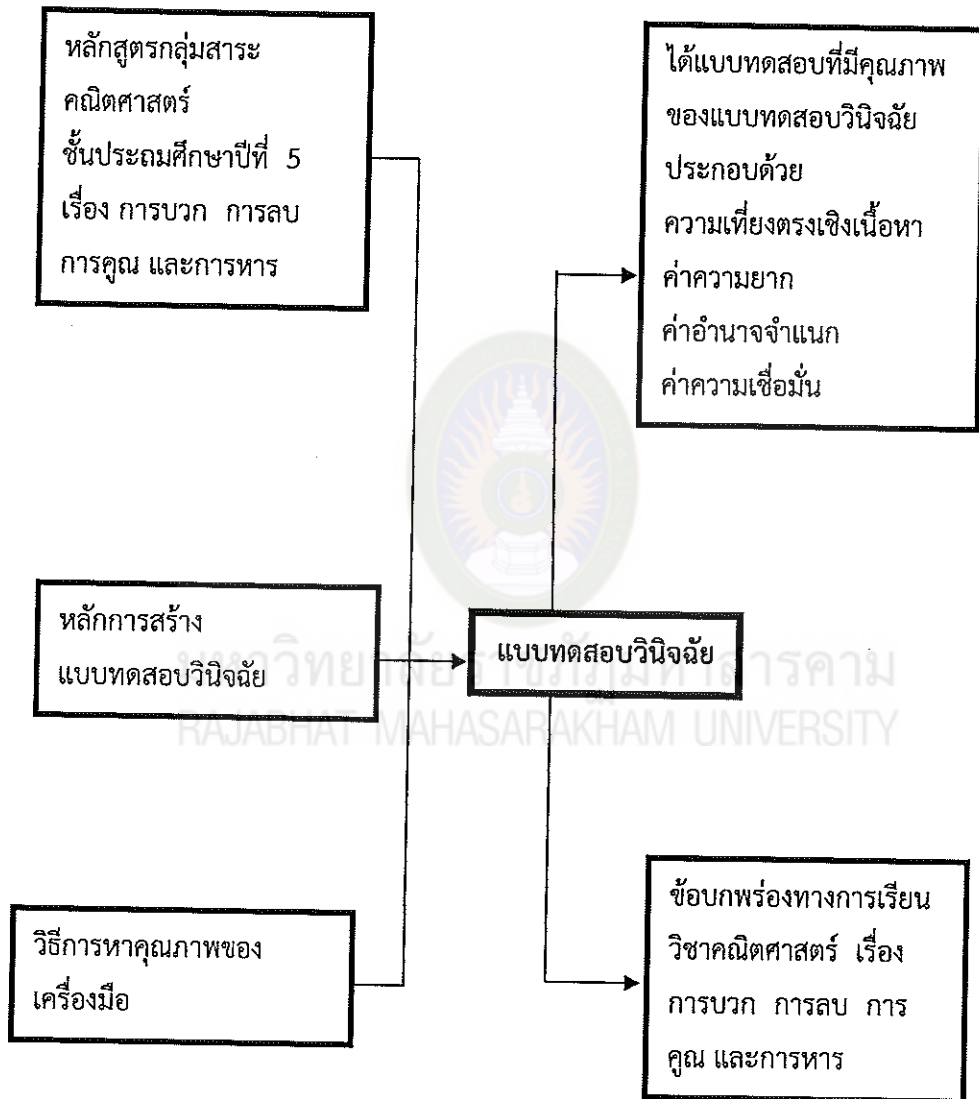 หลักสูตรกลุ่มสาระ
คณิตศาสตร์
ชั้นประถมศึกษาปีที่ 5
เรื่อง การบวก การลบ
การคูณ และการหาร
หลักการสร้าง
แบบทดสอบวินิจฉัย
วิธีการหาคุณภาพของ
เครื่องมือ
แบบทดสอบวินิจฉัย
ได้แบบทดสอบที่มีคุณภาพ
ของแบบทดสอบวินิจฉัย
ประกอบด้วย
ความเที่ยงตรงเชิงเนื้อหา
ค่าความยาก
ค่าอำนาจจำแนก
ค่าความเชื่อมั่น
ข้อบกพร่องทางการเรียน
วิชาคณิตศาสตร์ เรื่อง
การบวก การลบ การ
คูณ และการหาร
มหาวิทยาลัยราชภัฏมหาสารคาม
RAJABHAT MAHASARAKHAM UNIVERSITY